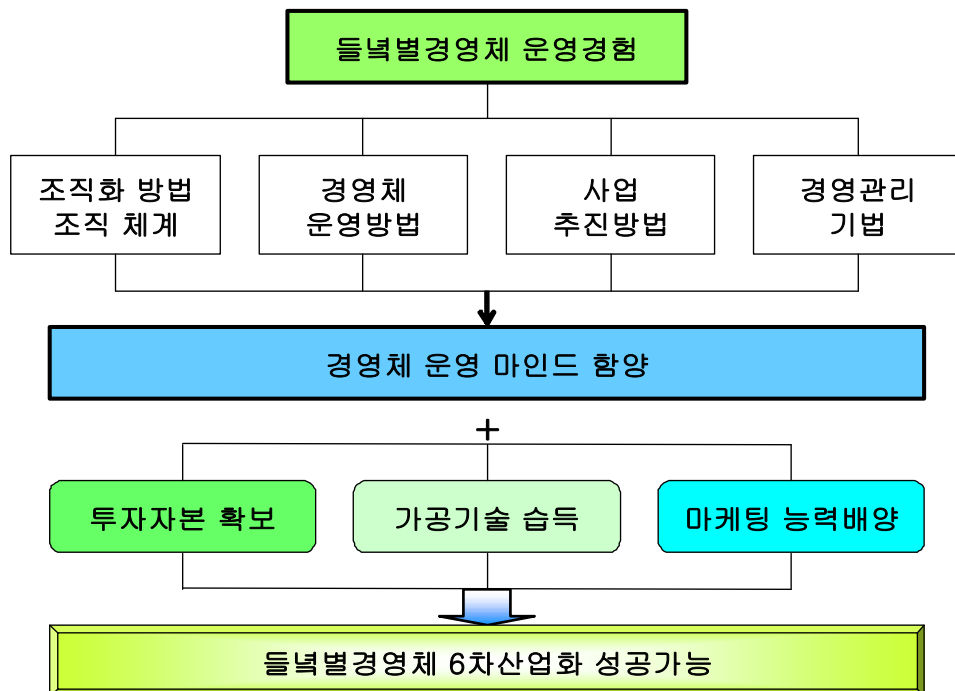 들녘별경영체 운영경험
조직화 방법
조직 체계
경영체
운영방법
사업
추진방법
경영관리
기법
경영체 운영 마인드 함양
+
투자자본 확보
가공기술 습득
마케팅 능력배양
들녘별경영체 6차산업화 성공가능